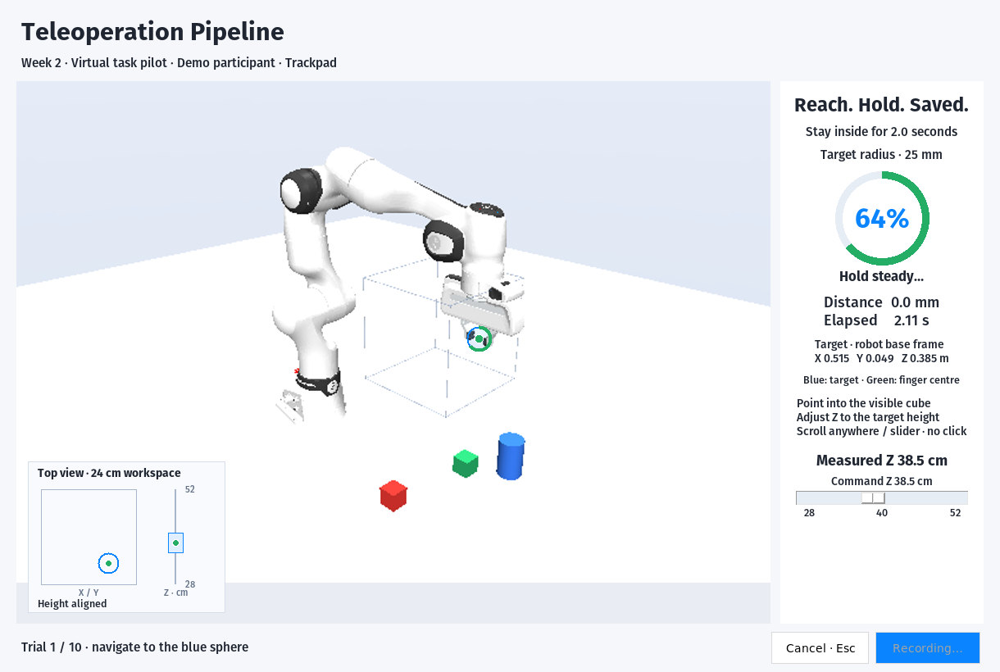 Teleoperation Pipeline
Week 2 · Virtual task pilot · Demo participant · Trackpad
Reach. Hold. Saved.
Stay inside for 2.0 seconds
Target radius · 25 mm
64%
Hold steady...
Distance 0.0 mm
Elapsed 2.11 s
Target · robot base frame
X 0.515 Y 0.049 Z 0.385 m
Blue: target · Green: finger centre
Point into the visible cube
Adjust Z to the target height
Scroll anywhere / slider · no click
Measured Z 38.5 cm
Command Z 38.5 cm
28 40 52
Top view · 24 cm workspace
52
28
X / Y
Z · cm
Height aligned
Trial 1 / 10 · navigate to the blue sphere
Cancel · Esc
Recording...